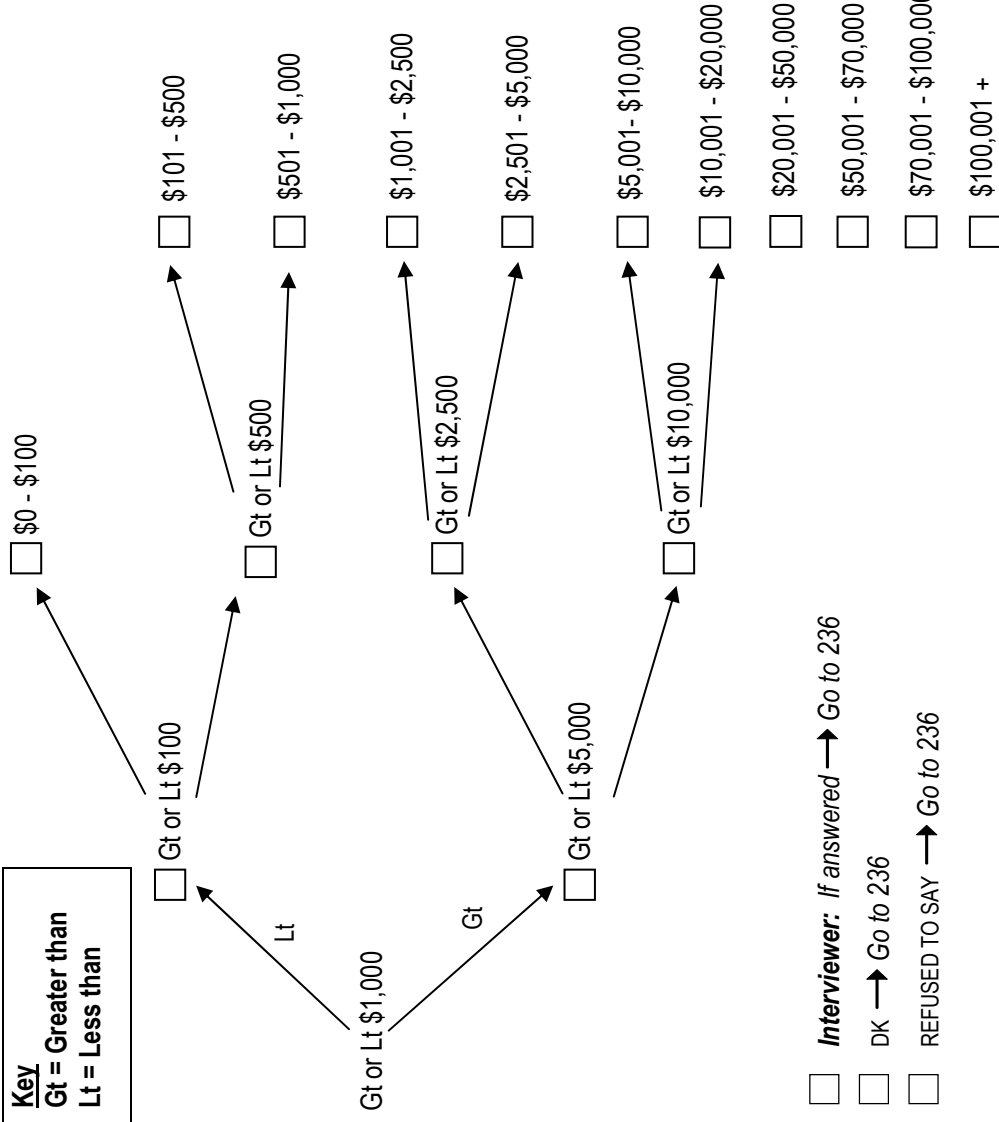 Key
Gt = Greater than
Lt = Less than
Gt or Lt $1,000
Lt
Gt
Gt or Lt $100
Gt or Lt $5,000
$0 - $100
Gt or Lt $500
Gt or Lt $2,500
Gt or Lt $10,000
$101 - $500
$501 - $1,000
$1,001 - $2,500
$2,501 - $5,000
$5,001- $10,000
$10,001 - $20,000
$20,001 - $50,000
$50,001 - $70,000
$70,001 - $100,000
$100,001 +
Interviewer: If answered → Go to 236
DK → Go to 236
REFUSED TO SAY → Go to 236